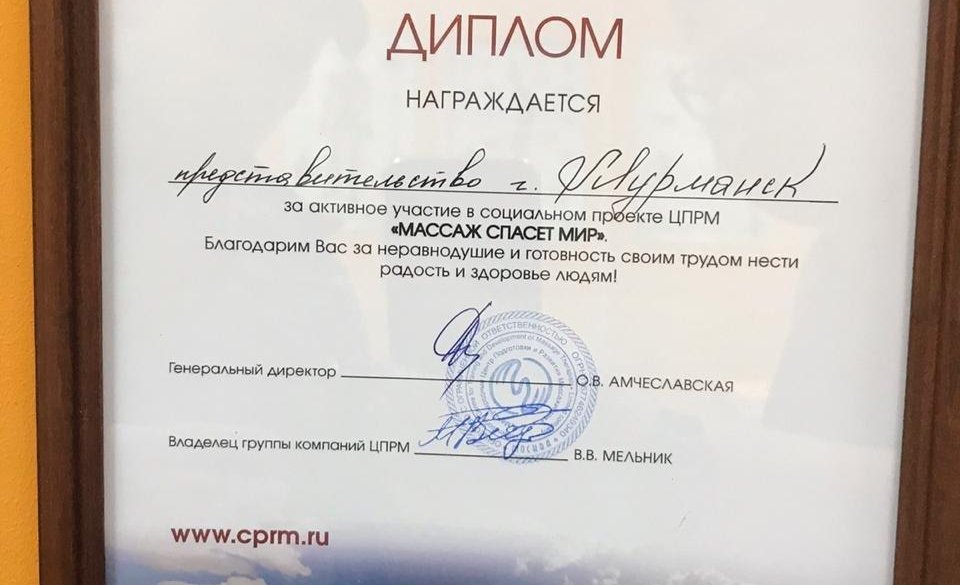 ДИПЛОМ
НАГРАЖДАЕТСЯ
представительство г. Мурманск
за активное участие в социальном проекте ЦПРМ
«МАССАЖ СПАСЕТ МИР».
Благодарим Вас за неравнодушие и готовность своим трудом нести
радость и здоровье людям!
Генеральный директор О.В. АМЧЕСЛАВСКАЯ
Владелец группы компаний ЦПРМ В.В. МЕЛЬНИК
www.cprm.ru